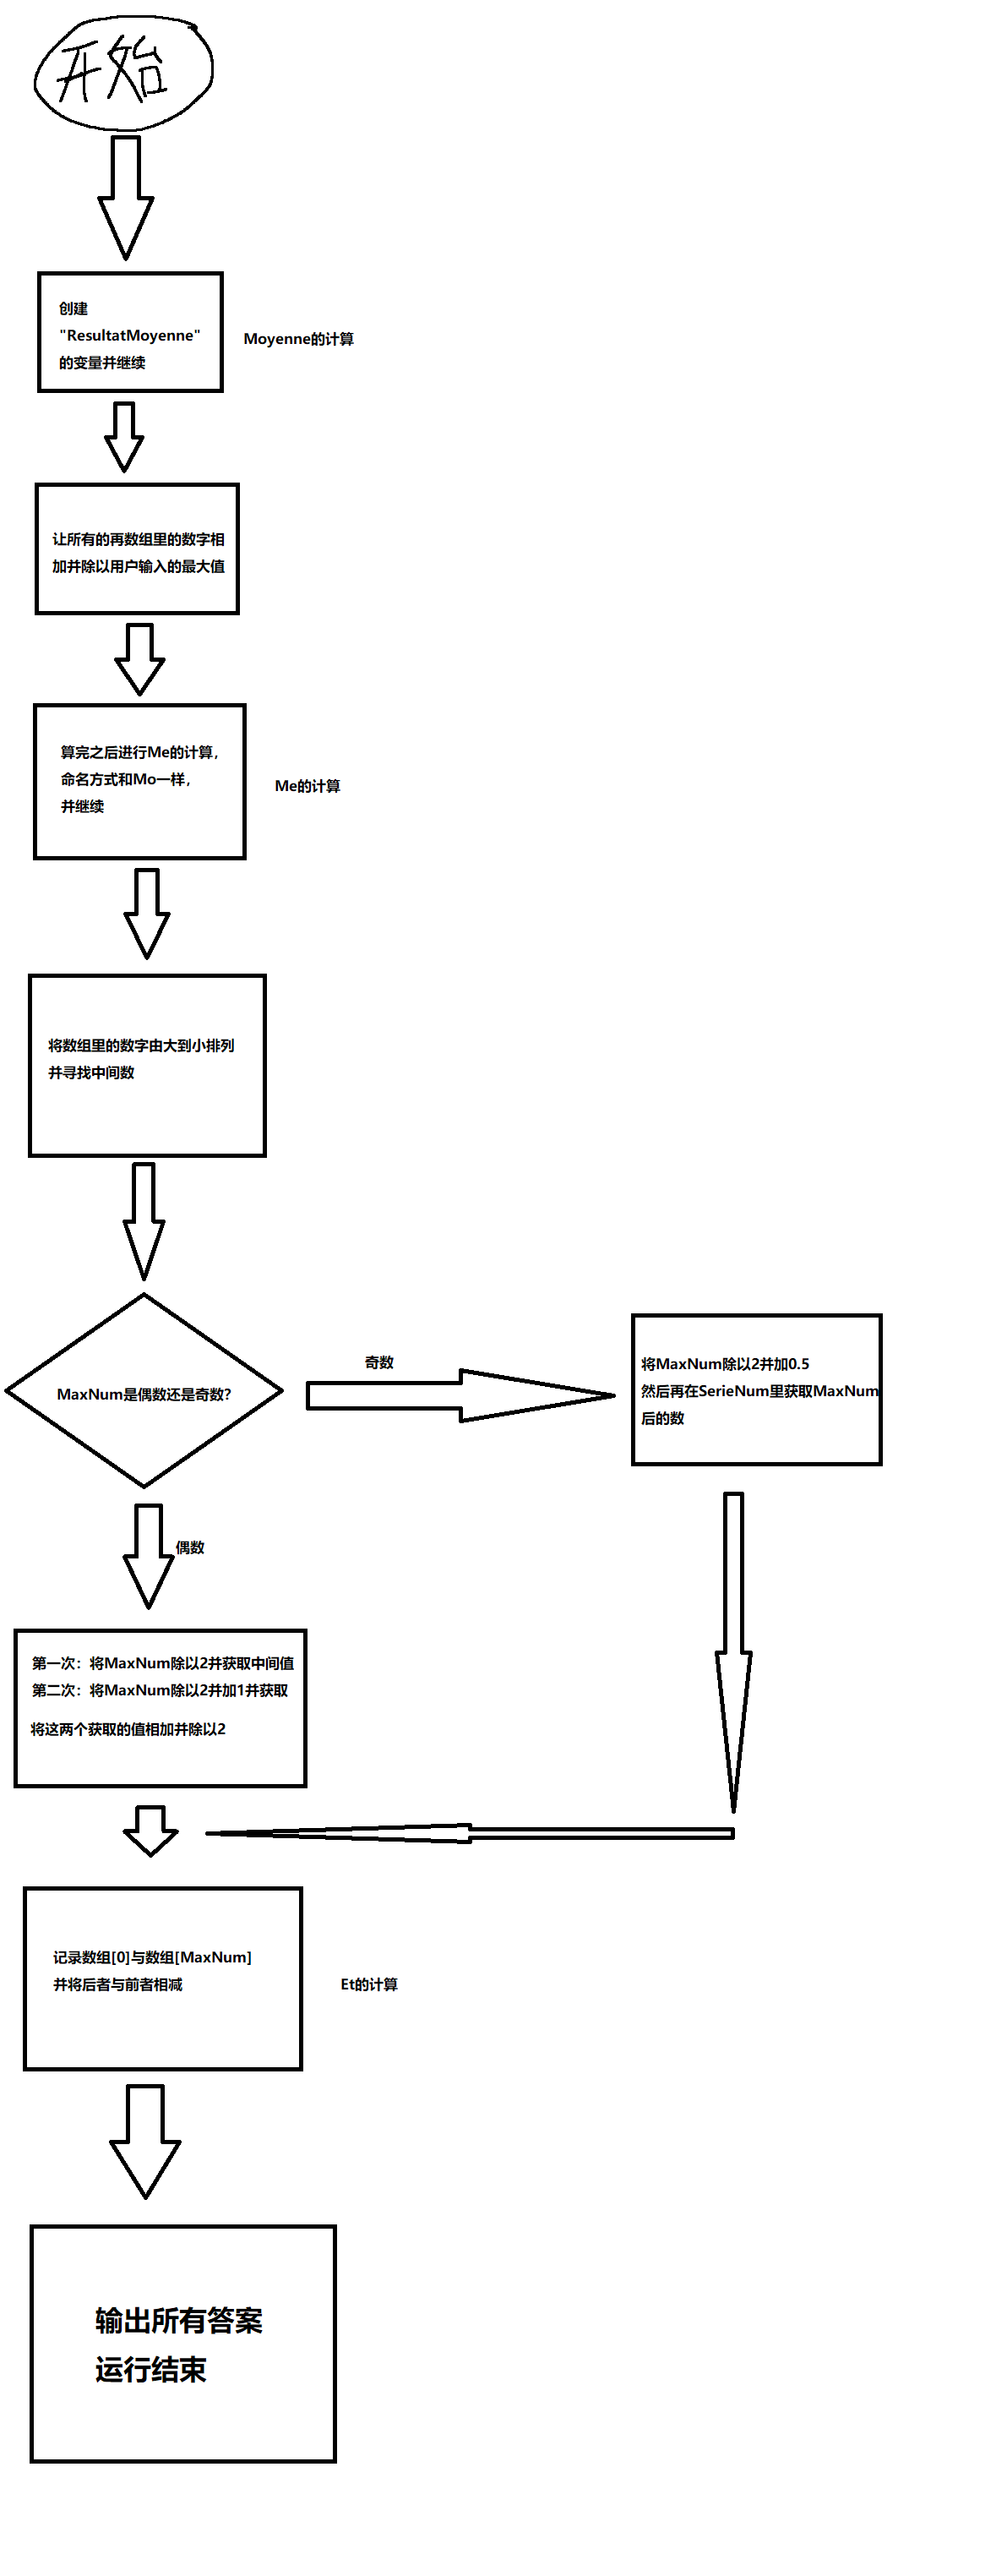 开始
创建
"ResultatMoyenne"
的变量并继续
Moyenne的计算
让所有的再数组里的数字相
加并除以用户输入的最大值
算完之后进行Me的计算，
命名方式和Mo一样，
并继续
Me的计算
将数组里的数字由大到小排列
并寻找中间数
MaxNum是偶数还是奇数?
奇数
将MaxNum除以2并加0.5
然后再在SerieNum里获取MaxNum
后的数
偶数
第一次：将MaxNum除以2并获取中间值
第二次：将MaxNum除以2并加1并获取
将这两个获取的值相加并除以2
记录数组[0]与数组[MaxNum]
并将后者与前者相减
Et的计算
输出所有答案
运行结束